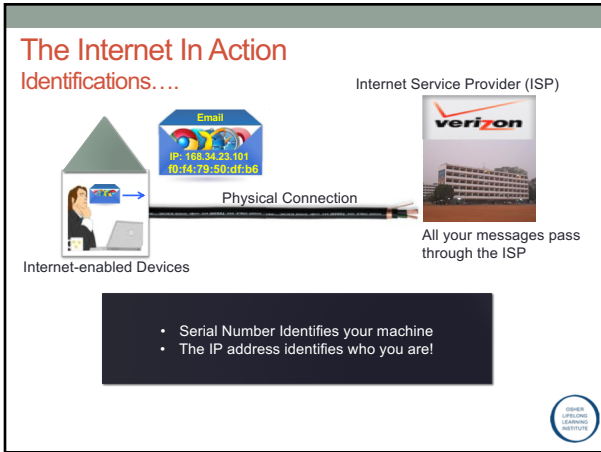 The Internet In Action
Identifications....
Internet Service Provider (ISP)
verizon
Email
IP: 168.34.23.101
f0:f4:79:50:df:b6
Physical Connection
All your messages pass
through the ISP
Internet-enabled Devices
• Serial Number Identifies your machine
• The IP address identifies who you are!
OSHER
LIFELONG
LEARNING
INSTITUTE